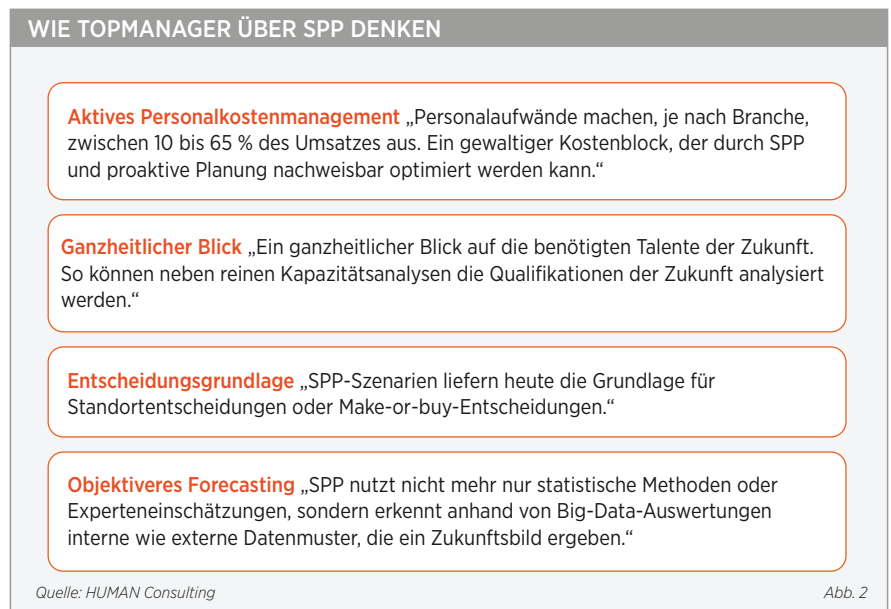 WIE TOPMANAGER ÜBER SPP DENKEN
Aktives Personalkostenmanagement „Personalaufwände machen, je nach Branche,
zwischen 10 bis 65 % des Umsatzes aus. Ein gewaltiger Kostenblock, der durch SPP
und proaktive Planung nachweisbar optimiert werden kann.“
Ganzheitlicher Blick „Ein ganzheitlicher Blick auf die benötigten Talente der Zukunft.
So können neben reinen Kapazitätsanalysen die Qualifikationen der Zukunft analysiert
werden.“
Entscheidungsgrundlage „SPP-Szenarien liefern heute die Grundlage für
Standortentscheidungen oder Make-or-buy-Entscheidungen.“
Objektiveres Forecasting „SPP nutzt nicht mehr nur statistische Methoden oder
Experteneinschätzungen, sondern erkennt anhand von Big-Data-Auswertungen
interne wie externe Datenmuster, die ein Zukunftsbild ergeben.“
Quelle: HUMAN Consulting Abb. 2